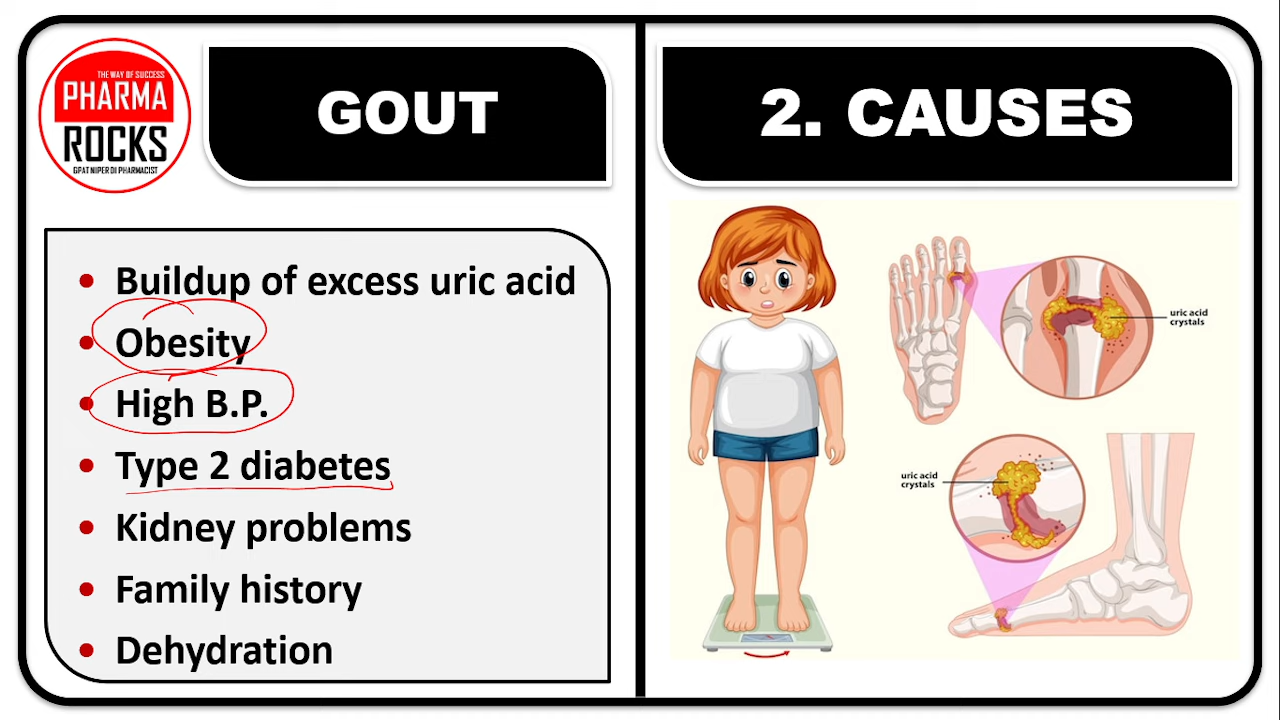 THE WAY OF SUCCESS
PHARMA
ROCKS
GPAT NIPER DI PHARMACIST
GOUT
2. CAUSES
• Buildup of excess uric acid
• Obesity
• High B.P.
• Type 2 diabetes
• Kidney problems
• Family history
• Dehydration
uric acid
crystals
uric acid
crystals